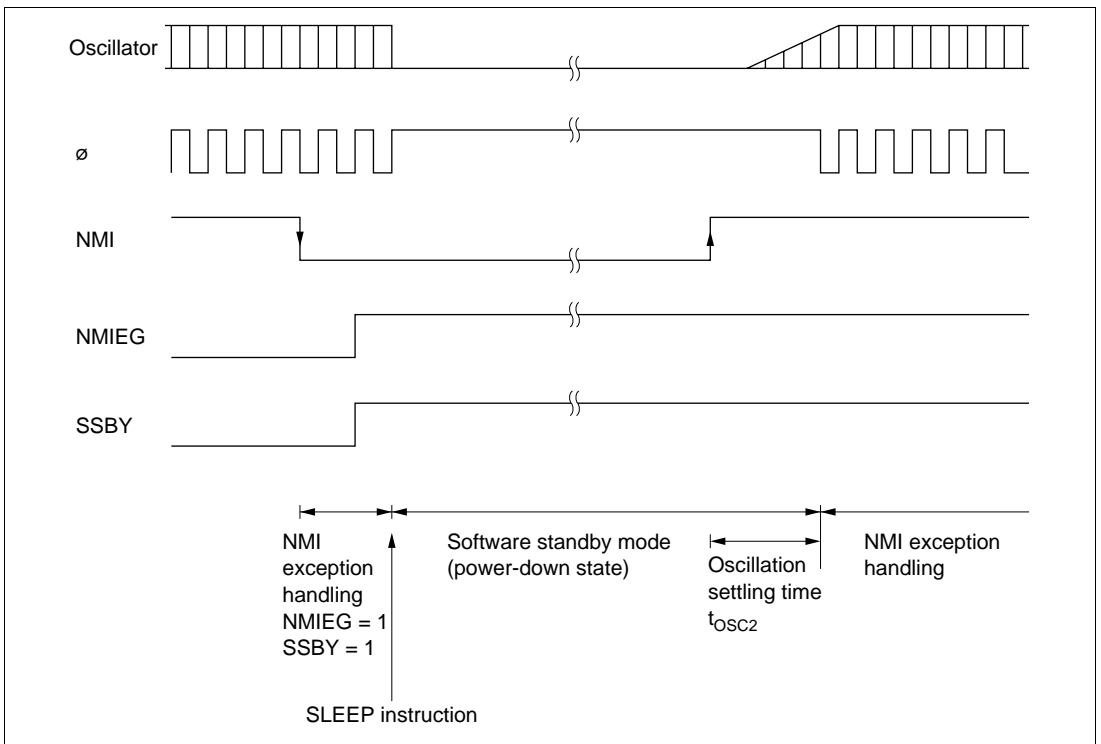 Oscillator
ø
NMI
NMIEG
SSBY
NMI
exception
handling
NMIEG = 1
SSBY = 1
Software standby mode
(power-down state)
Oscillation
settling time
tOSC2
NMI exception
handling
SLEEP instruction